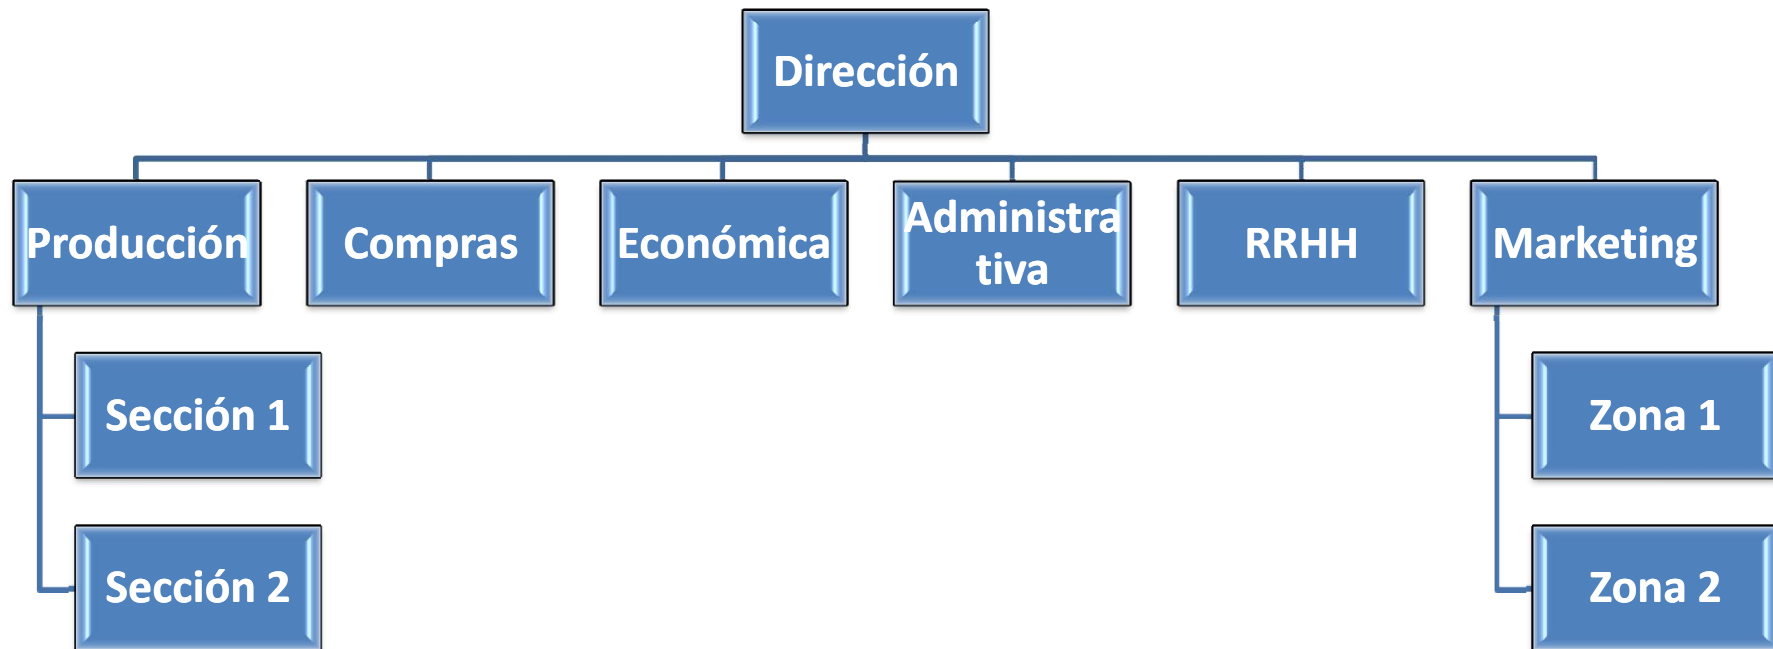 Dirección
Producción
Compras
Económica
Administra
tiva
RRHH
Marketing
Sección 1
Zona 1
Sección 2
Zona 2